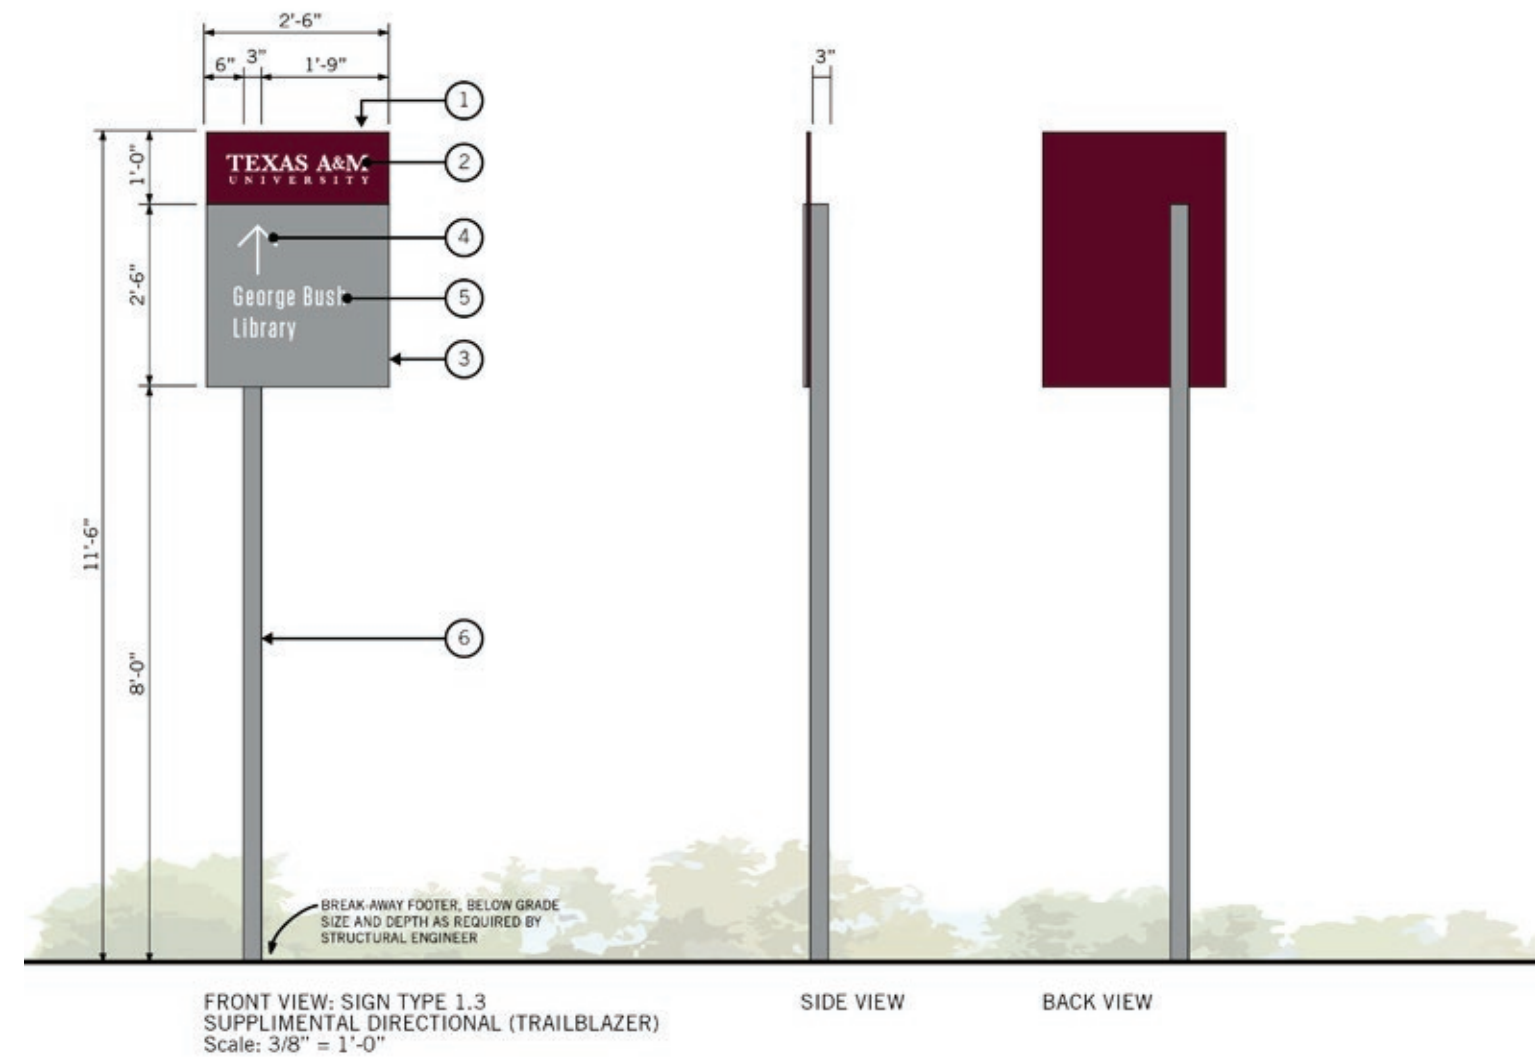 2'-6"
6" 3" 1'-9"
3"
1
TEXAS A&M
UNIVERSITY
2
1'-0"
4
2'-6"
George Bush
Library
5
3
11'-6"
6
8'-0"
BREAK-AWAY FOOTER, BELOW GRADE
SIZE AND DEPTH AS REQUIRED BY
STRUCTURAL ENGINEER
FRONT VIEW: SIGN TYPE 1.3
SUPPLIMENTAL DIRECTIONAL (TRAILBLAZER)
Scale: 3/8" = 1'-0"
SIDE VIEW
BACK VIEW